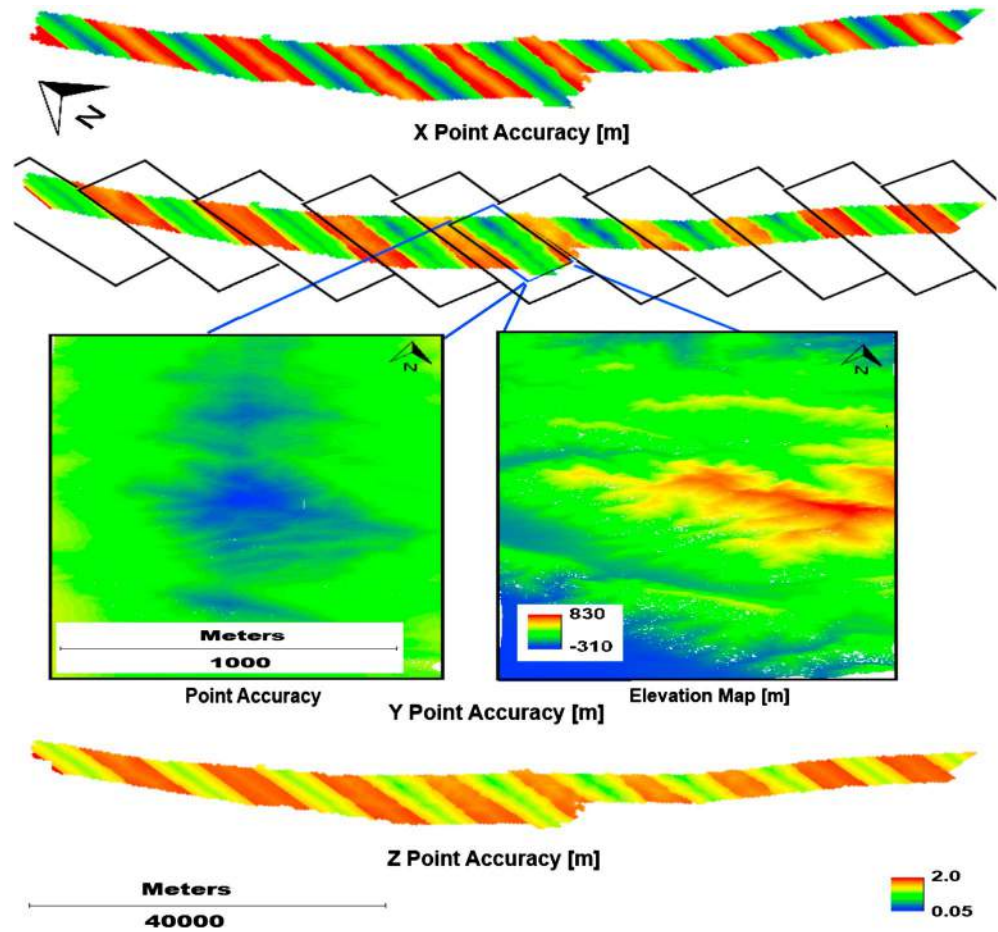 N
X Point Accuracy [m]
N
N
830
-310
Meters
1000
Point Accuracy
Elevation Map [m]
Y Point Accuracy [m]
Z Point Accuracy [m]
Meters
40000
2.0
0.05